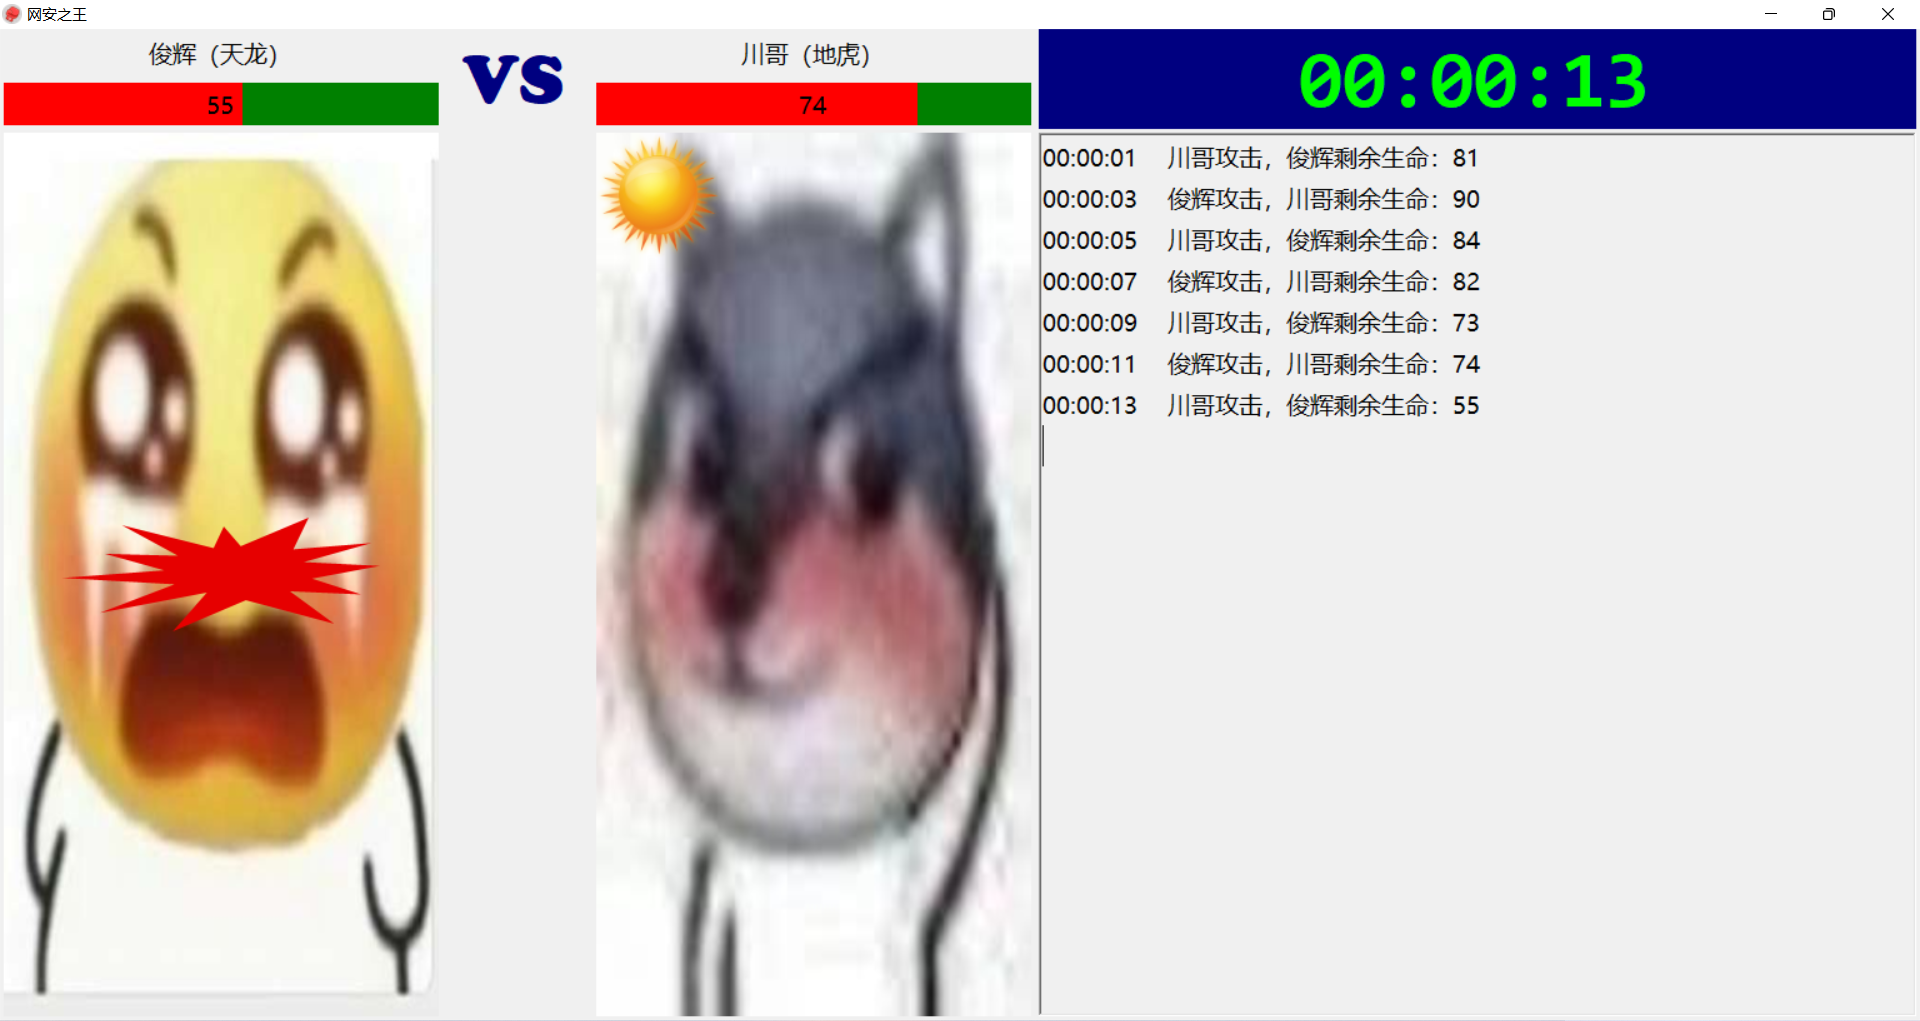 网安之王
俊辉（天龙）
55
VS
川哥（地虎）
74
00:00:13
00:00:01 川哥攻击，俊辉剩余生命：81
00:00:03 俊辉攻击，川哥剩余生命：90
00:00:05 川哥攻击，俊辉剩余生命：84
00:00:07 俊辉攻击，川哥剩余生命：82
00:00:09 川哥攻击，俊辉剩余生命：73
00:00:11 俊辉攻击，川哥剩余生命：74
00:00:13 川哥攻击，俊辉剩余生命：55